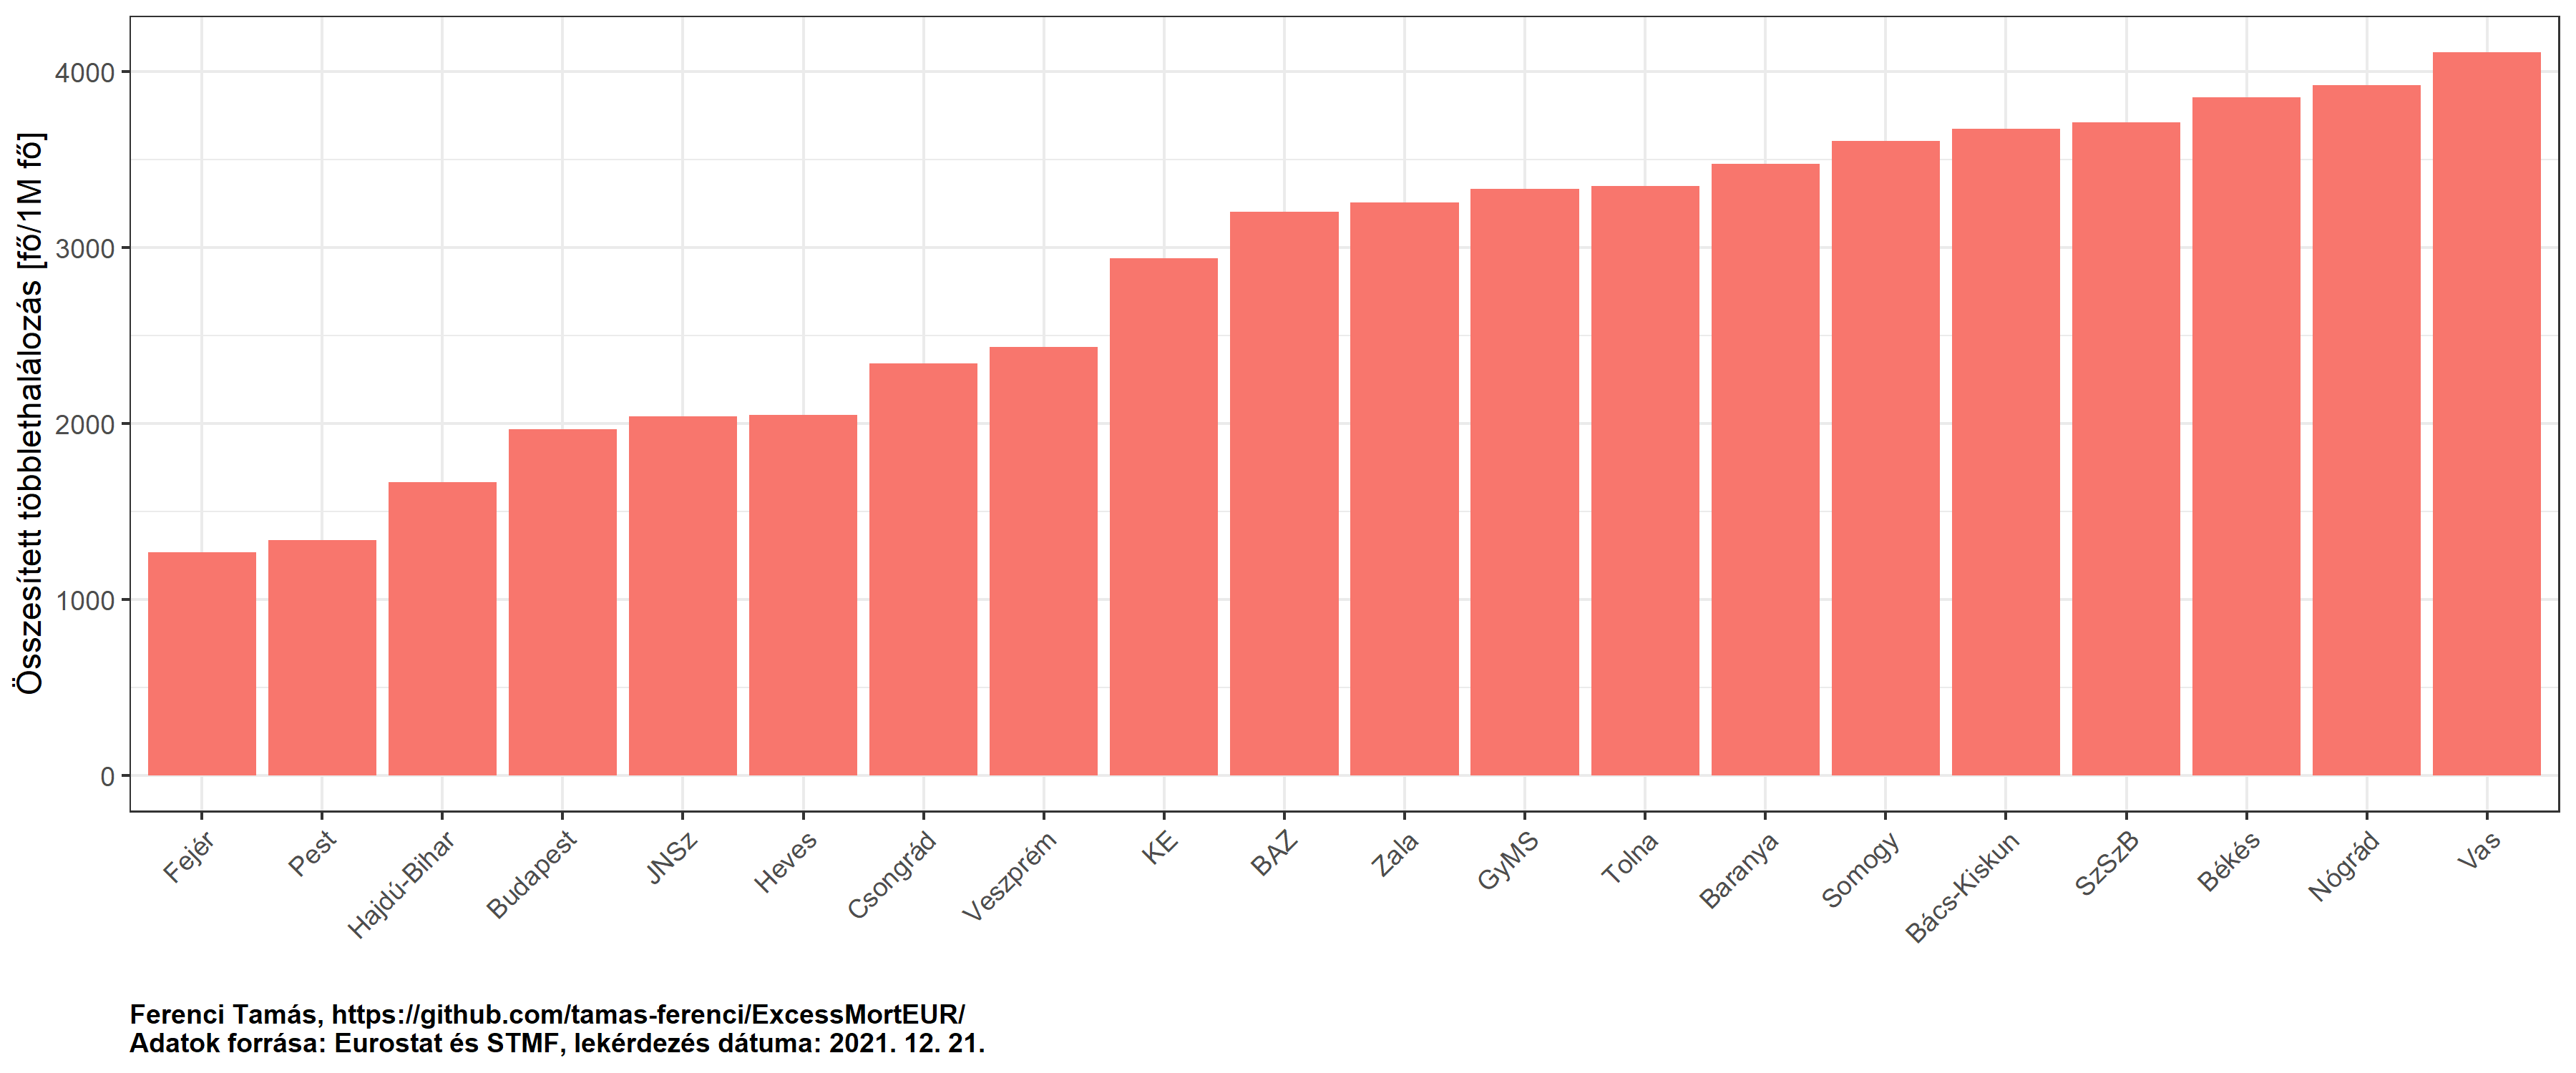 Összesített többlethalálozás [fő/1M fő]
4000
3000
2000
1000
0
Fejér
Pest
Hajdú-Bihar
Budapest
JNSz
Heves
Csongrád
Veszprém
KE
BAZ
Zala
GyMS
Tolna
Baranya
Somogy
Bács-Kiskun
SzSzB
Békés
Nógrád
Vas
Ferenci Tamás, https://github.com/tamas-ferenci/ExcessMortEUR/
Adatok forrása: Eurostat és STMF, lekérdezés dátuma: 2021. 12. 21.